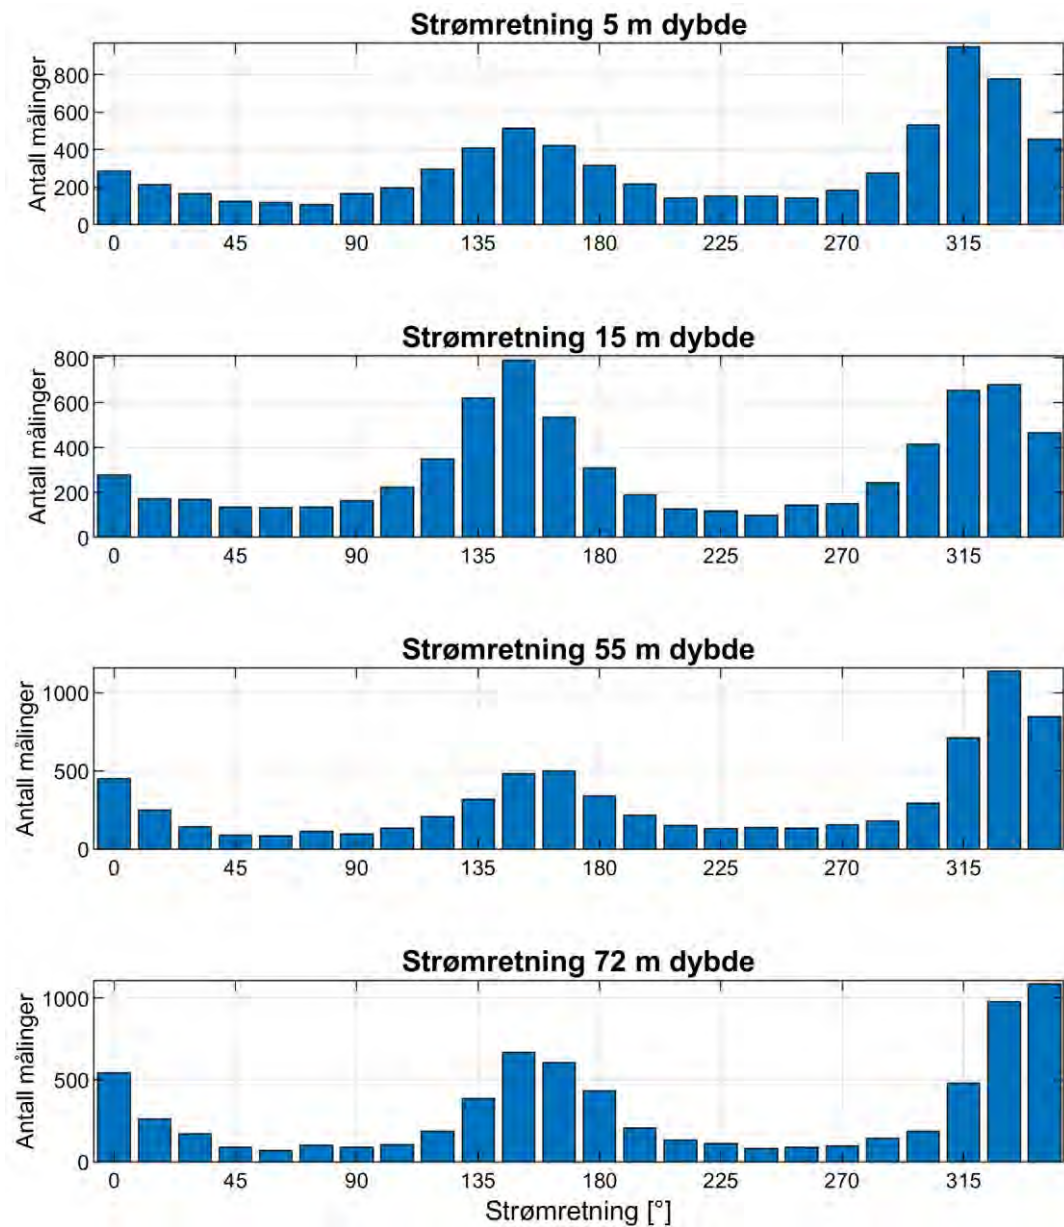 Strømretning 5 m dybde
Antall målinger
800
600
400
200
0
0 45 90 135 180 225 270 315
Strømretning 15 m dybde
Antall målinger
800
600
400
200
0
0 45 90 135 180 225 270 315
Strømretning 55 m dybde
Antall målinger
1000
500
0
0 45 90 135 180 225 270 315
Strømretning 72 m dybde
Antall målinger
1000
500
0
0 45 90 135 180 225 270 315
Strømretning [°]